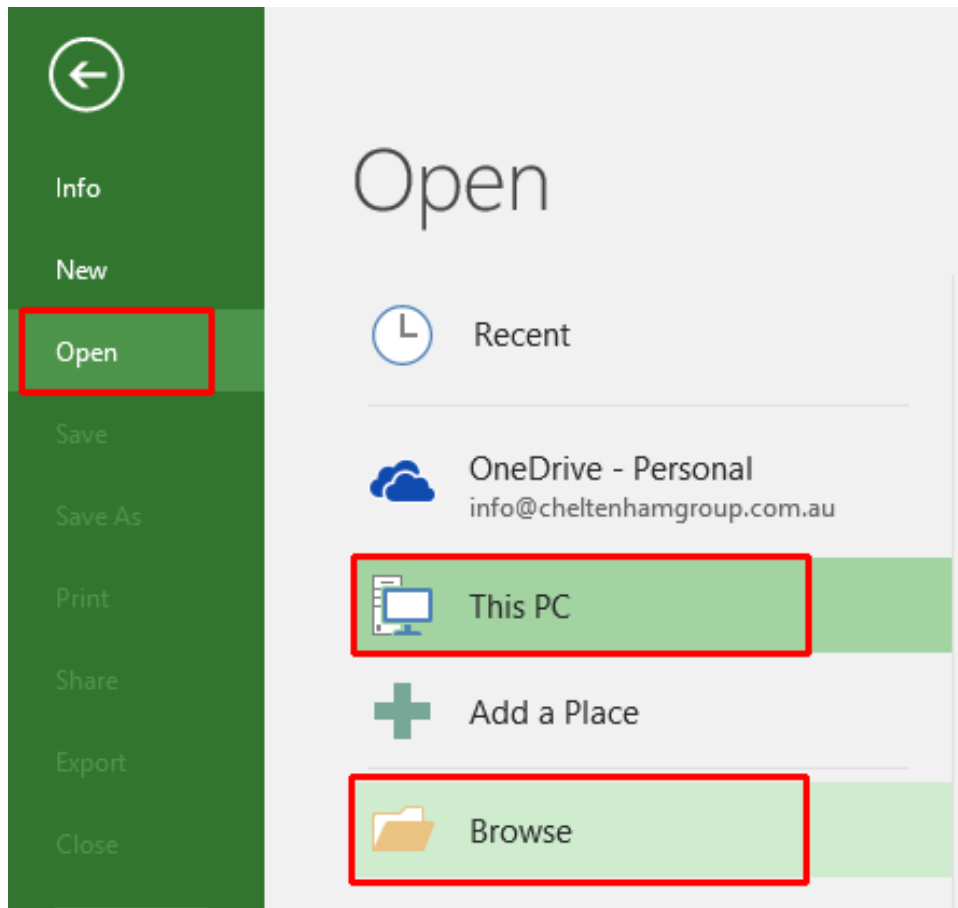 Info
New
Open
Save
Save As
Print
Share
Export
Close
Open
Recent
OneDrive - Personal
info@cheltenhamgroup.com.au
This PC
Add a Place
Browse